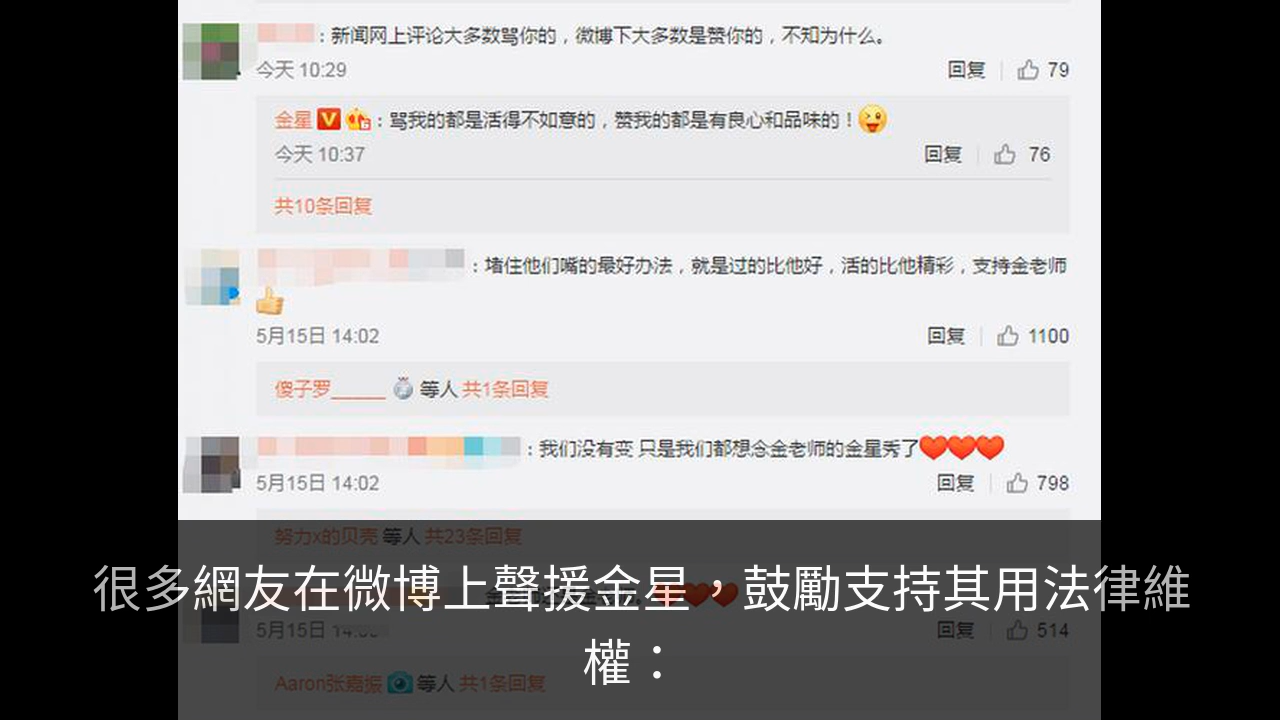 ：新闻网上评论大多数骂你的，微博下大多数是赞你的，不知为什么。
今天 10:29 回复 79
金星 V ：骂我的都是活得不如意的，赞我的都是有良心和品味的！
今天 10:37 回复 76
共10条回复
：堵住他们嘴的最好办法，就是过的比他好，活的比他精彩，支持金老师
5月15日 14:02 回复 1100
傻子罗______ 等人 共1条回复
：我们没有变 只是我们都想念金老师的金星秀了
5月15日 14:02 回复 798
努力x的贝壳 等人 共23条回复
很多網友在微博上聲援金星，鼓勵支持其用法律維
權：
5月15日 回复 514
Aaron张嘉振 等人 共1条回复